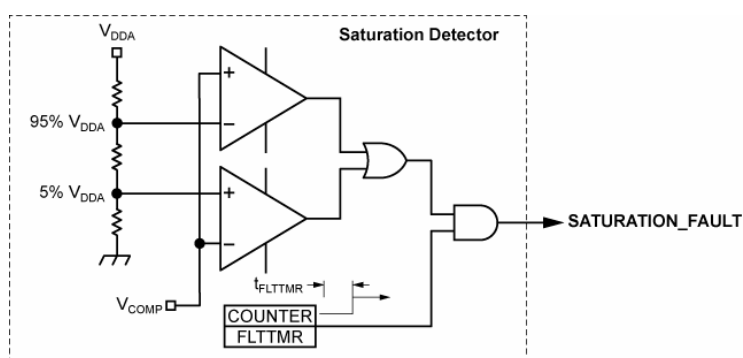 V_DDA
Saturation Detector
95% V_DDA
5% V_DDA
SATURATION_FAULT
t_FLTTMR
V_COMP
COUNTER
FLTTMR